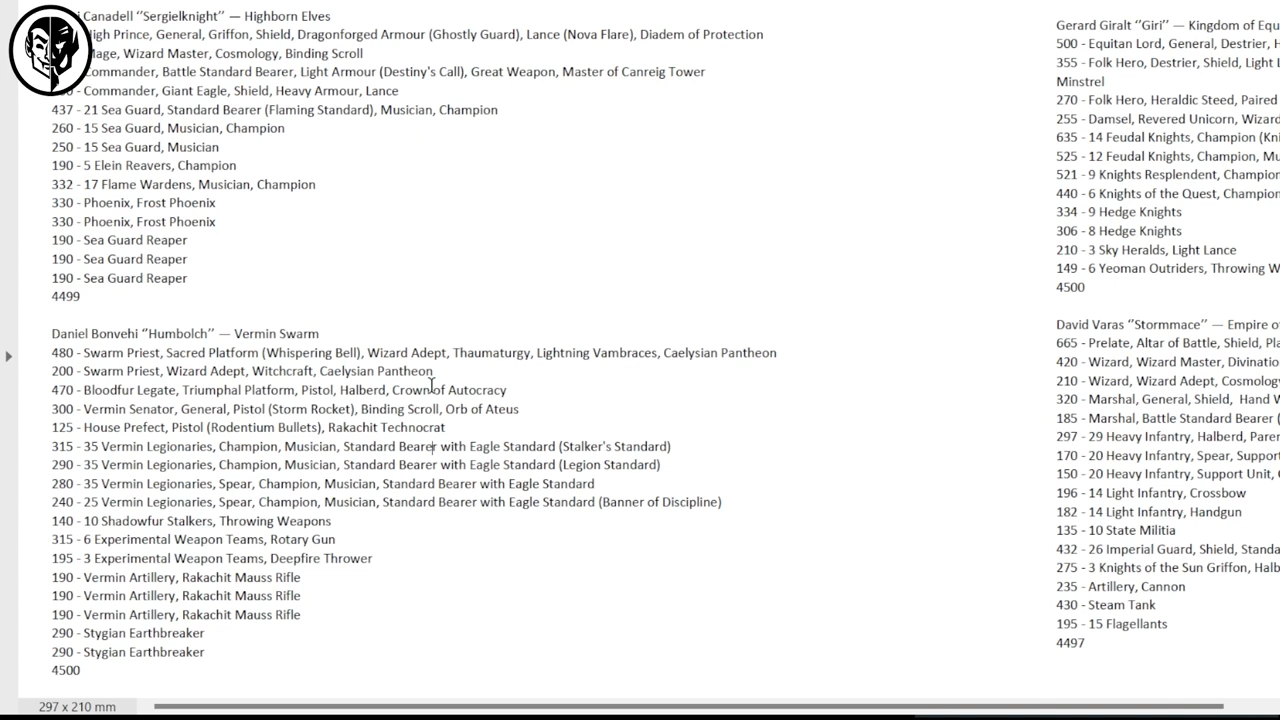 Canadell “Sergielknight” — Highborn Elves
High Prince, General, Griffon, Shield, Dragonforged Armour (Ghostly Guard), Lance (Nova Flare), Diadem of Protection
Mage, Wizard Master, Cosmology, Binding Scroll
Commander, Battle Standard Bearer, Light Armour (Destiny's Call), Great Weapon, Master of Canreig Tower
Commander, Giant Eagle, Shield, Heavy Armour, Lance
437 - 21 Sea Guard, Standard Bearer (Flaming Standard), Musician, Champion
260 - 15 Sea Guard, Musician, Champion
250 - 15 Sea Guard, Musician
190 - 5 Elein Reavers, Champion
332 - 17 Flame Wardens, Musician, Champion
330 - Phoenix, Frost Phoenix
330 - Phoenix, Frost Phoenix
190 - Sea Guard Reaper
190 - Sea Guard Reaper
190 - Sea Guard Reaper
4499
Daniel Bonvehi “Humbolch” — Vermin Swarm
480 - Swarm Priest, Sacred Platform (Whispering Bell), Wizard Adept, Thaumaturgy, Lightning Vambraces, Caelysian Pantheon
200 - Swarm Priest, Wizard Adept, Witchcraft, Caelysian Pantheon
470 - Bloodfur Legate, Triumphal Platform, Pistol, Halberd, Crown of Autocracy
300 - Vermin Senator, General, Pistol (Storm Rocket), Binding Scroll, Orb of Ateus
125 - House Prefect, Pistol (Rodentium Bullets), Rakachit Technocrat
315 - 35 Vermin Legionaries, Champion, Musician, Standard Bearer with Eagle Standard (Stalker's Standard)
290 - 35 Vermin Legionaries, Champion, Musician, Standard Bearer with Eagle Standard (Legion Standard)
280 - 35 Vermin Legionaries, Spear, Champion, Musician, Standard Bearer with Eagle Standard
240 - 25 Vermin Legionaries, Spear, Champion, Musician, Standard Bearer with Eagle Standard (Banner of Discipline)
140 - 10 Shadowfur Stalkers, Throwing Weapons
315 - 6 Experimental Weapon Teams, Rotary Gun
195 - 3 Experimental Weapon Teams, Deepfire Thrower
190 - Vermin Artillery, Rakachit Mauss Rifle
190 - Vermin Artillery, Rakachit Mauss Rifle
190 - Vermin Artillery, Rakachit Mauss Rifle
290 - Stygian Earthbreaker
290 - Stygian Earthbreaker
4500
Gerard Giralt “Giri” — Kingdom of Equ
500 - Equitan Lord, General, Destrier, H
355 - Folk Hero, Destrier, Shield, Light L
Minstrel
270 - Folk Hero, Heraldic Steed, Paired
255 - Damsel, Revered Unicorn, Wizard
635 - 14 Feudal Knights, Champion (Kni
525 - 12 Feudal Knights, Champion, Mu
521 - 9 Knights Resplendent, Champion
440 - 6 Knights of the Quest, Champion
334 - 9 Hedge Knights
306 - 8 Hedge Knights
210 - 3 Sky Heralds, Light Lance
149 - 6 Yeoman Outriders, Throwing W
4500
David Varas “Stormmace” — Empire o
665 - Prelate, Altar of Battle, Shield, Pla
420 - Wizard, Wizard Master, Divinatio
210 - Wizard, Wizard Adept, Cosmology
320 - Marshal, General, Shield, Hand W
185 - Marshal, Battle Standard Bearer (
297 - 29 Heavy Infantry, Halberd, Paren
170 - 20 Heavy Infantry, Spear, Support
150 - 20 Heavy Infantry, Support Unit, C
196 - 14 Light Infantry, Crossbow
182 - 14 Light Infantry, Handgun
135 - 10 State Militia
432 - 26 Imperial Guard, Shield, Standa
275 - 3 Knights of the Sun Griffon, Halb
235 - Artillery, Cannon
430 - Steam Tank
195 - 15 Flagellants
4497
297 x 210 mm